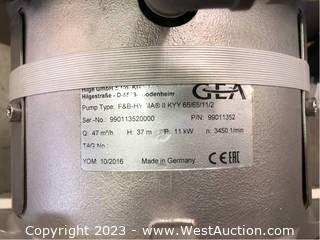 Hilge GmbH & Co. KG
Hilgestraße - D-55294 Bodenheim
GEA
Pump Type: F&B-HYGIA® II KYY 65/65/11/2
Ser.-No.: 990113520000 P/N: 99011352
Q: 47 m³/h H: 37 m P: 11 kW n: 3450 1/min
TAG No.:
YOM: 10/2016 Made in Germany CE EAC
Copyright 2023 - WestAuction.com